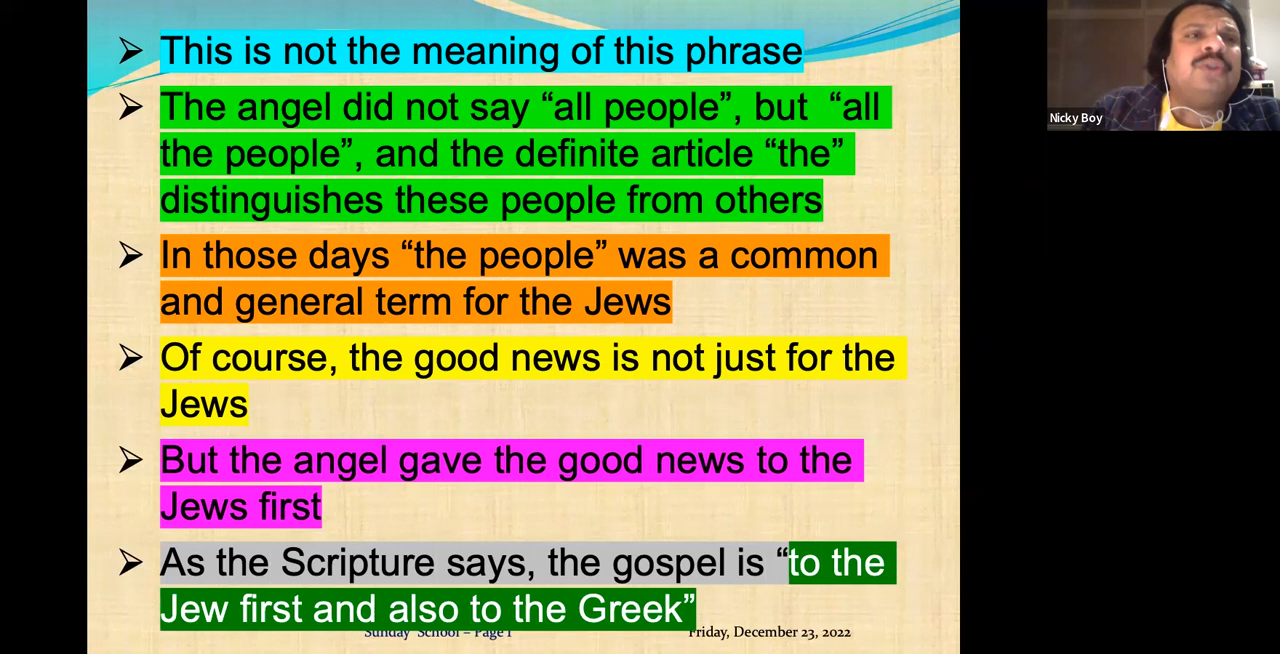 This is not the meaning of this phrase
The angel did not say “all people”, but “all
the people”, and the definite article “the”
distinguishes these people from others
In those days “the people” was a common
and general term for the Jews
Of course, the good news is not just for the
Jews
But the angel gave the good news to the
Jews first
As the Scripture says, the gospel is “to the
Jew first and also to the Greek”
Sunday School – Page 1
Friday, December 23, 2022
Nicky Boy